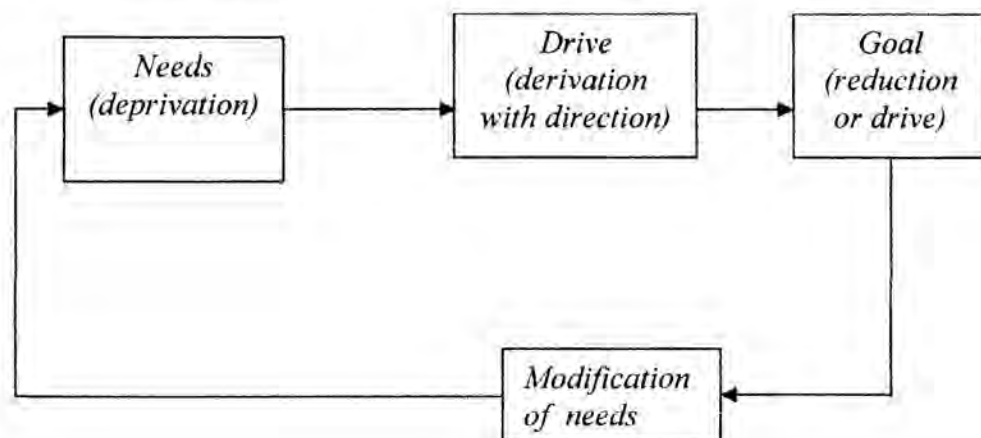 Needs
(deprivation)
Drive
(derivation
with direction)
Goal
(reduction
or drive)
Modification
of needs